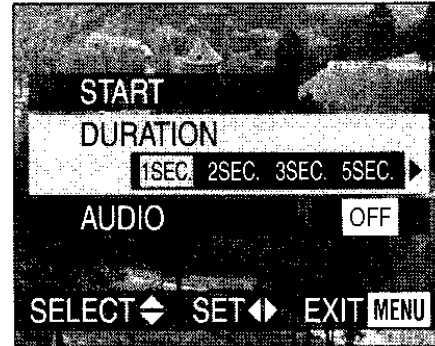 START
DURATION
1SEC. 2SEC. 3SEC. 5SEC.
AUDIO OFF
SELECT SET EXIT MENU